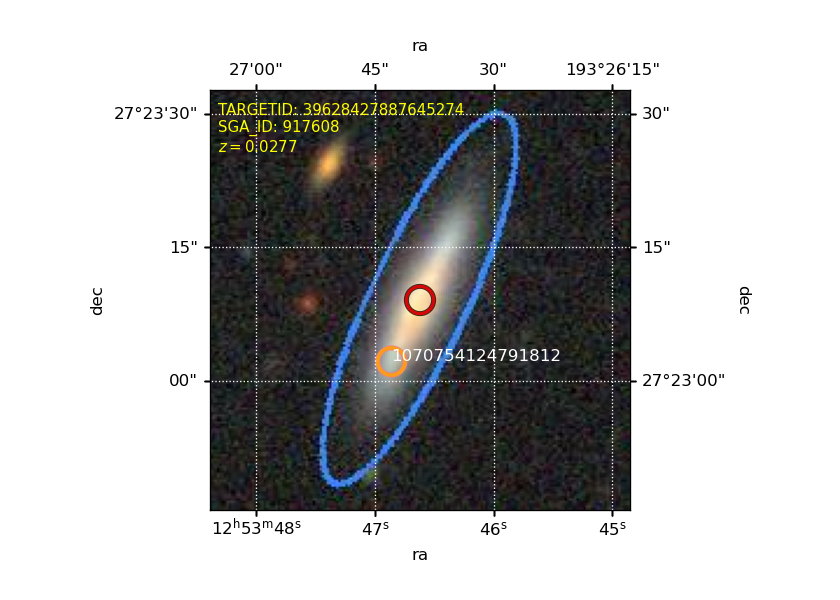 ra
27'00" 45" 30" 193°26'15"
27°23'30" 30"
TARGETID: 39628427887645274
SGA_ID: 917608
z = 0.0277
15" 15"
dec dec
1070754124791812
00" 27°23'00"
12h53m48s 47s 46s 45s
ra